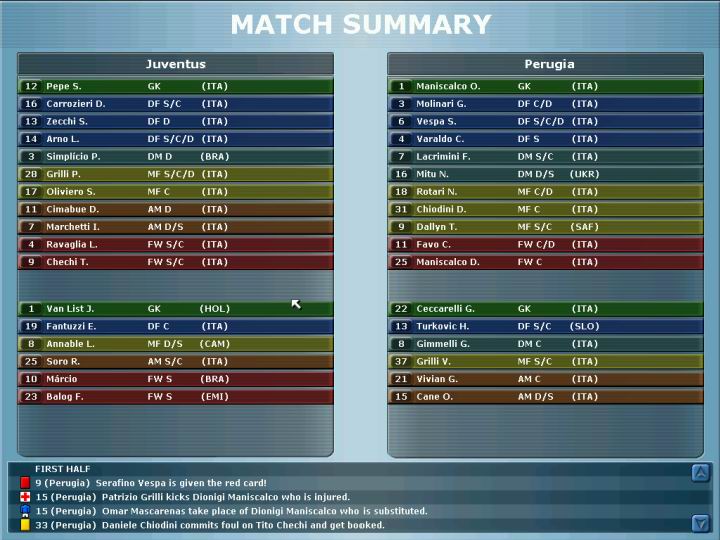 MATCH SUMMARY
Juventus
12 Pepe S. GK (ITA)
16 Carrozieri D. DF S/C (ITA)
13 Zecchi S. DF D (ITA)
14 Arno L. DF S/C/D (ITA)
3 Simplício P. DM D (BRA)
28 Grilli P. MF S/C/D (ITA)
17 Oliviero S. MF C (ITA)
11 Cimabue D. AM D (ITA)
7 Marchetti I. AM D/S (ITA)
4 Ravaglia L. FW S/C (ITA)
9 Chechi T. FW S/C (ITA)
1 Van List J. GK (HOL)
19 Fantuzzi E. DF C (ITA)
8 Annable L. MF D/S (CAM)
25 Soro R. AM S/C (ITA)
10 Márcio FW S (BRA)
23 Balog F. FW S (EMI)
Perugia
1 Maniscalco O. GK (ITA)
3 Molinari G. DF C/D (ITA)
6 Vespa S. DF S/C/D (ITA)
4 Varaldo C. DF S (ITA)
7 Lacrimini F. DM S/C (ITA)
16 Mitu N. DM D/S (UKR)
18 Rotari N. MF C/D (ITA)
31 Chiodini D. MF C (ITA)
9 Dallyn T. MF S/C (SAF)
11 Favo C. FW C/D (ITA)
25 Maniscalco D. FW C (ITA)
22 Ceccarelli G. GK (ITA)
13 Turkovic H. DF S/C (SLO)
8 Gimmelli G. DM C (ITA)
37 Grilli V. MF S/C (ITA)
21 Vivian G. AM C (ITA)
15 Cane O. AM D/S (ITA)
FIRST HALF
9 (Perugia) Serafino Vespa is given the red card!
15 (Perugia) Patrizio Grilli kicks Dionigi Maniscalco who is injured.
15 (Perugia) Omar Mascarenas take place of Dionigi Maniscalco who is substituted.
33 (Perugia) Daniele Chiodini commits foul on Tito Chechi and get booked.